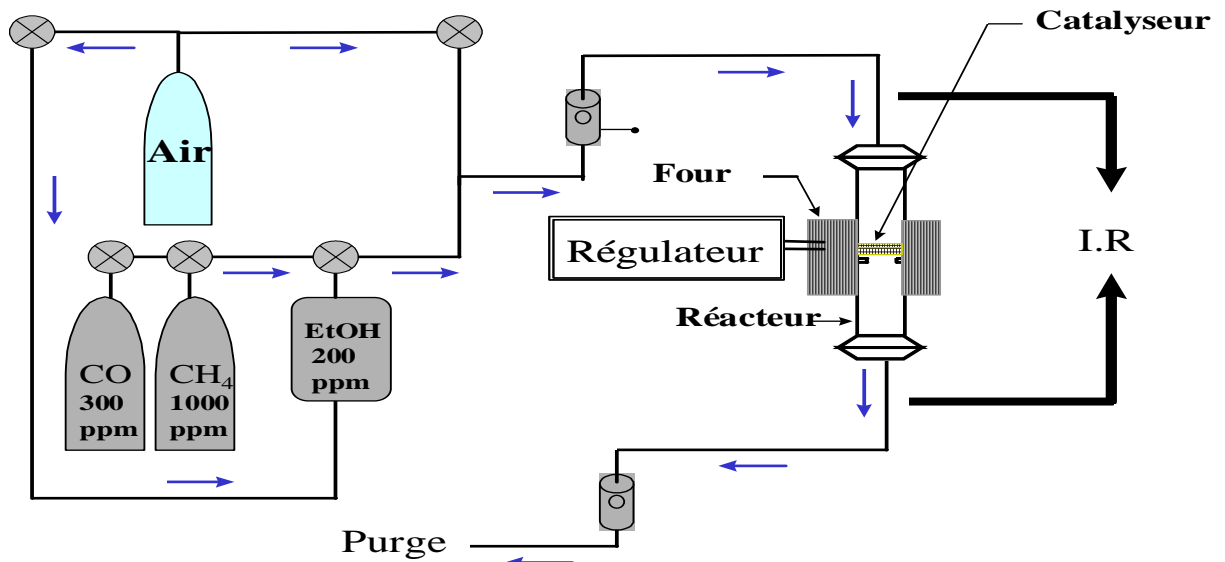 Catalyseur
Air
Four
Régulateur
I.R
Réacteur
EtOH
200
ppm
CO
300
ppm
CH₄
1000
ppm
Purge